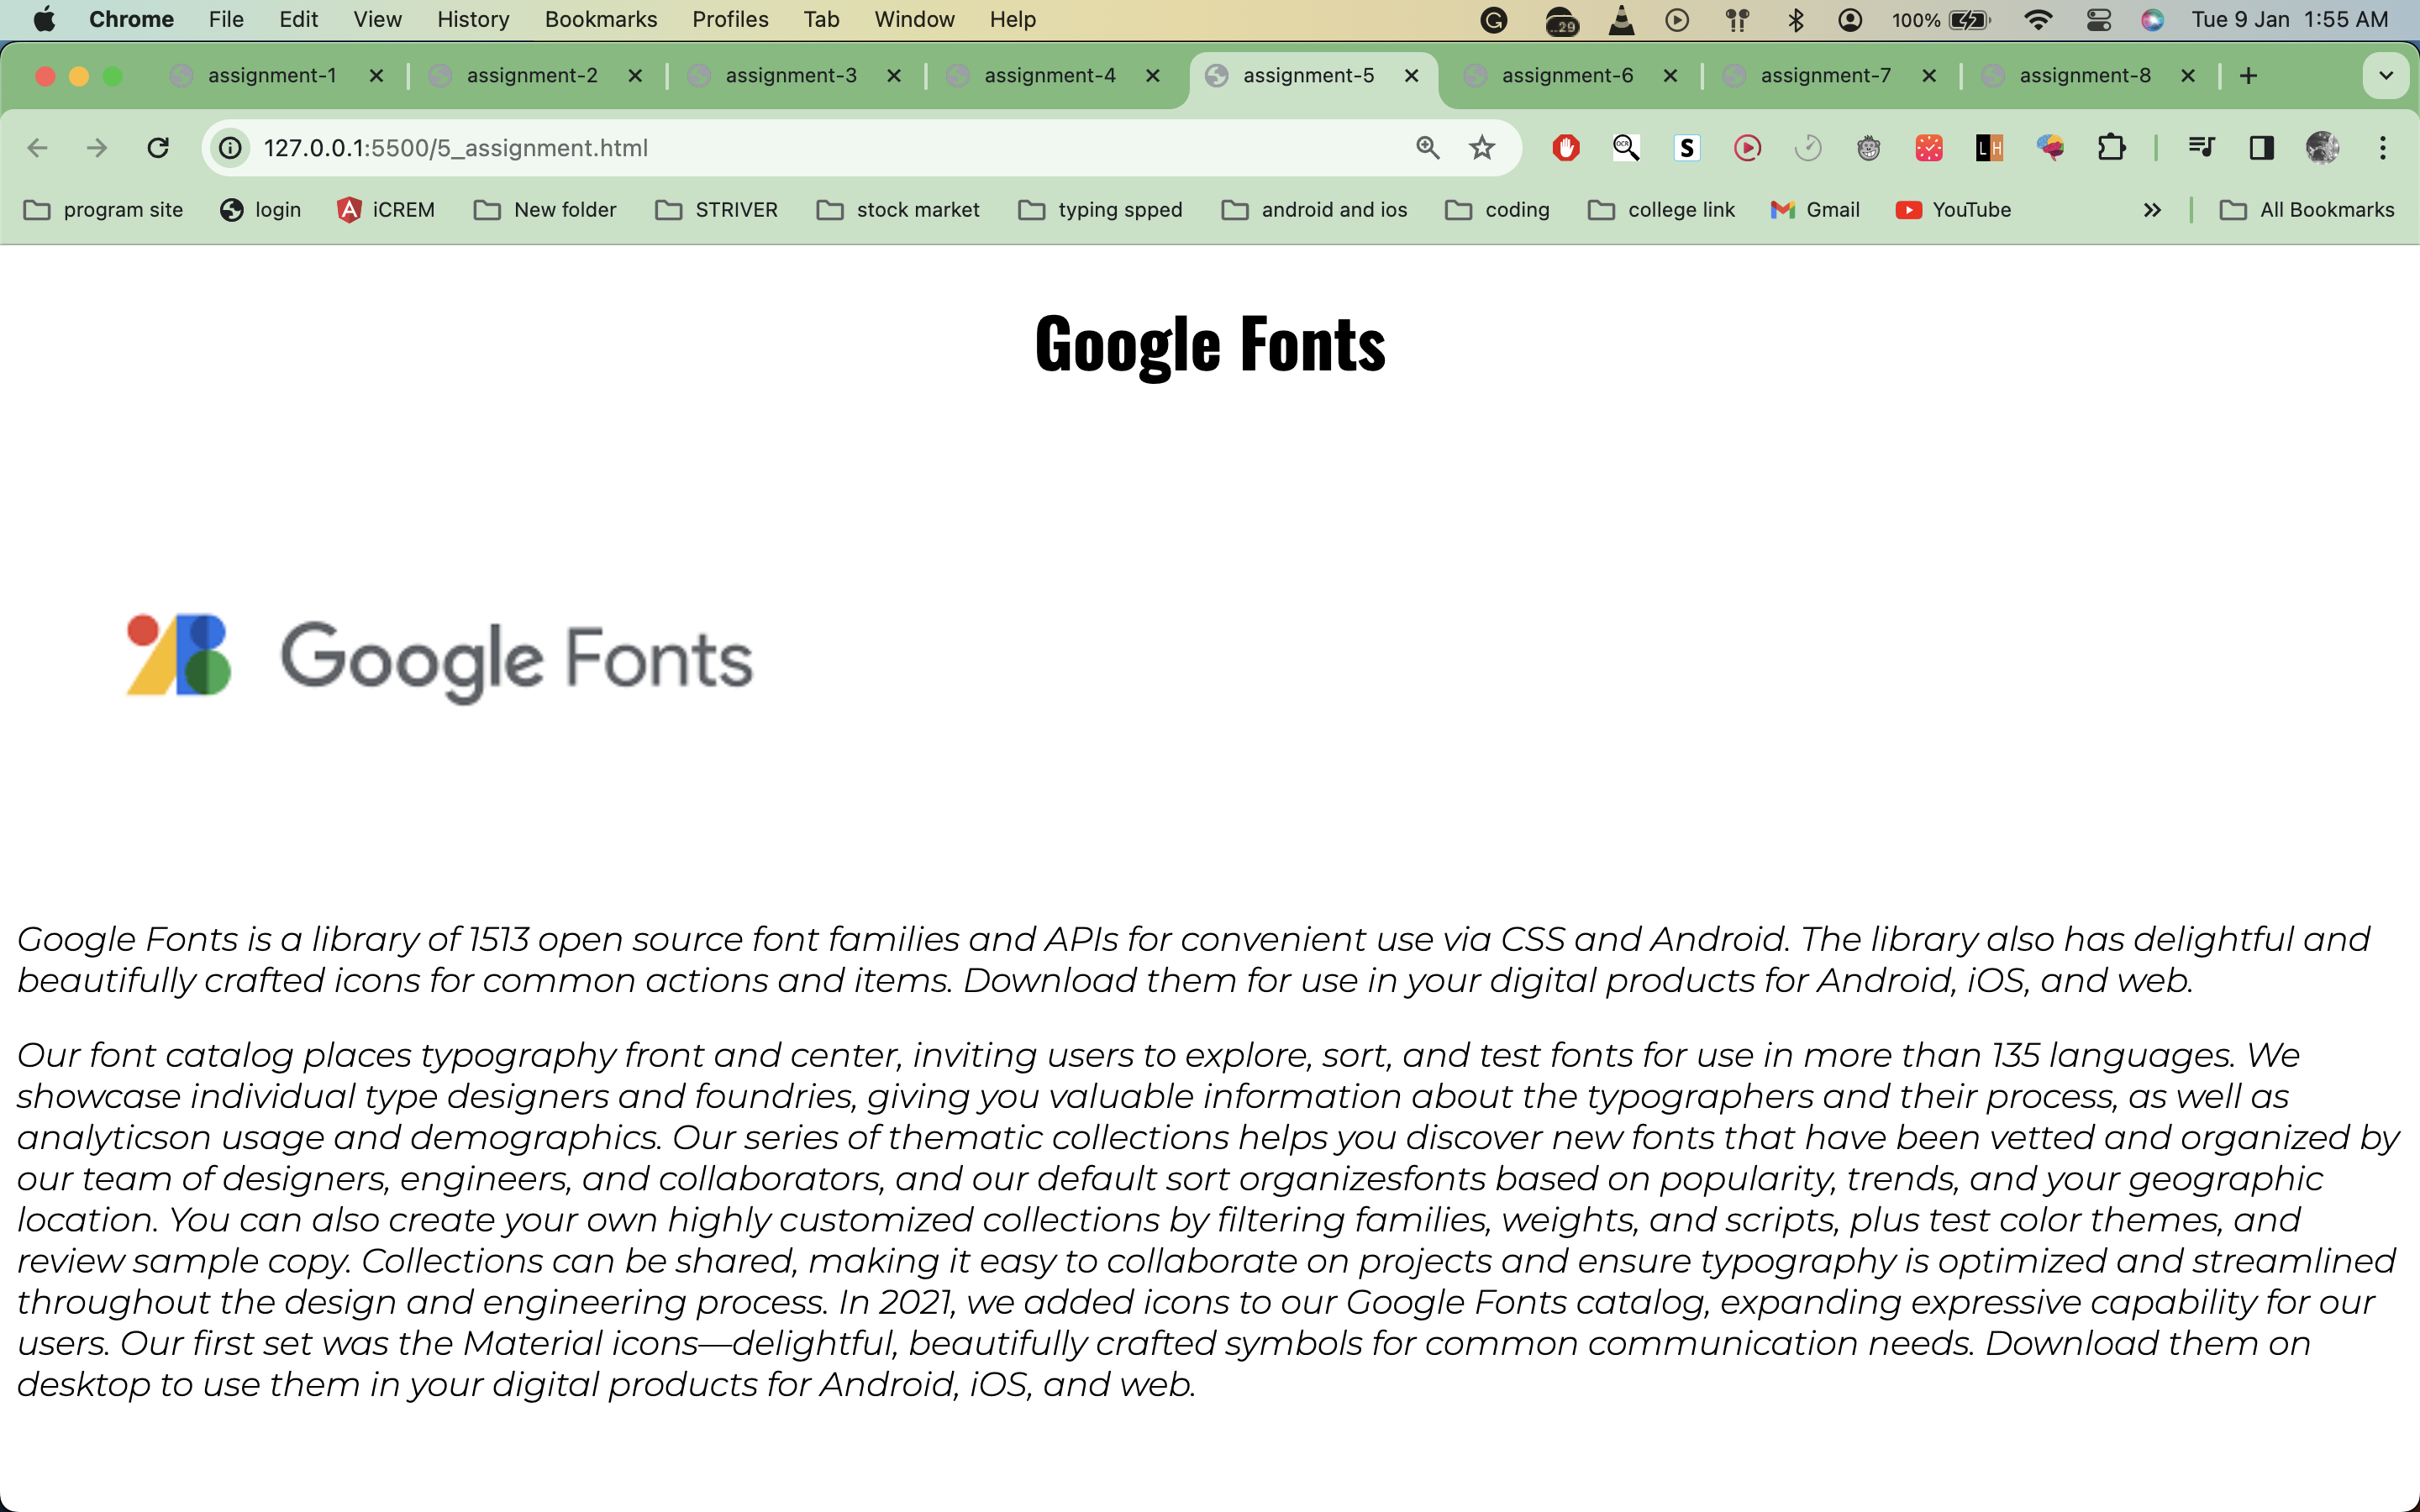 Chrome File Edit View History Bookmarks Profiles Tab Window Help 100% Tue 9 Jan 1:55 AM
assignment-1 assignment-2 assignment-3 assignment-4 assignment-5 assignment-6 assignment-7 assignment-8
127.0.0.1:5500/5_assignment.html OCR S LH
program site login iCREM New folder STRIVER stock market typing spped android and ios coding college link Gmail YouTube All Bookmarks
Google Fonts
Google Fonts
Google Fonts is a library of 1513 open source font families and APIs for convenient use via CSS and Android. The library also has delightful and
beautifully crafted icons for common actions and items. Download them for use in your digital products for Android, iOS, and web.
Our font catalog places typography front and center, inviting users to explore, sort, and test fonts for use in more than 135 languages. We
showcase individual type designers and foundries, giving you valuable information about the typographers and their process, as well as
analyticson usage and demographics. Our series of thematic collections helps you discover new fonts that have been vetted and organized by
our team of designers, engineers, and collaborators, and our default sort organizesfonts based on popularity, trends, and your geographic
location. You can also create your own highly customized collections by filtering families, weights, and scripts, plus test color themes, and
review sample copy. Collections can be shared, making it easy to collaborate on projects and ensure typography is optimized and streamlined
throughout the design and engineering process. In 2021, we added icons to our Google Fonts catalog, expanding expressive capability for our
users. Our first set was the Material icons—delightful, beautifully crafted symbols for common communication needs. Download them on
desktop to use them in your digital products for Android, iOS, and web.